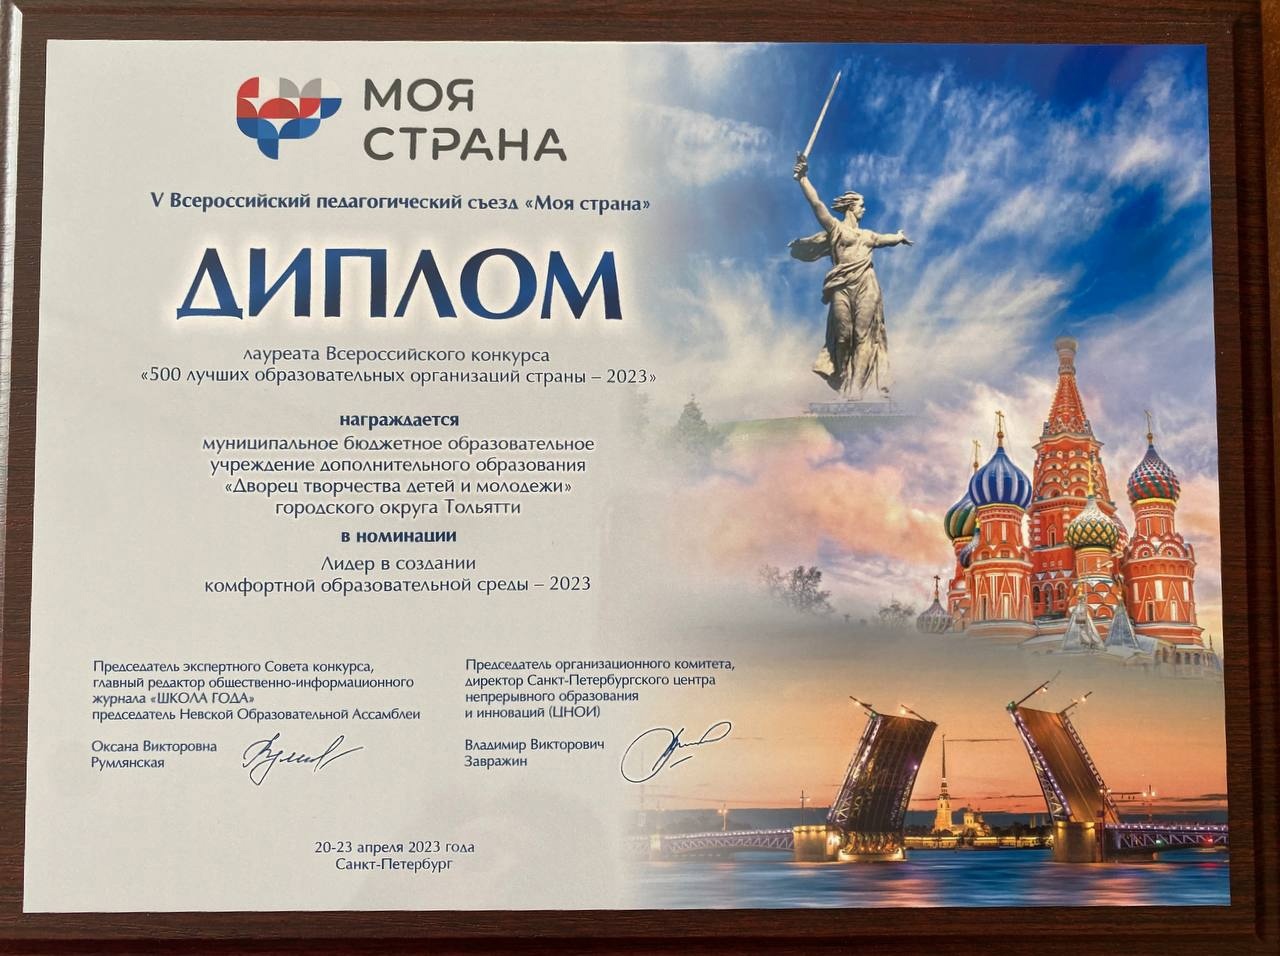 МОЯ
СТРАНА
V Всероссийский педагогический съезд «Моя страна»
ДИПЛОМ
лауреата Всероссийского конкурса
«500 лучших образовательных организаций страны – 2023»
награждается
муниципальное бюджетное образовательное
учреждение дополнительного образования
«Дворец творчества детей и молодежи»
городского округа Тольятти
в номинации
Лидер в создании
комфортной образовательной среды – 2023
Председатель экспертного Совета конкурса,
главный редактор общественно-информационного
журнала «ШКОЛА ГОДА»
председатель Невской Образовательной Ассамблеи
Оксана Викторовна
Румлянская
Председатель организационного комитета,
директор Санкт-Петербургского центра
непрерывного образования
и инноваций (ЦНОИ)
Владимир Викторович
Завражин
20-23 апреля 2023 года
Санкт-Петербург